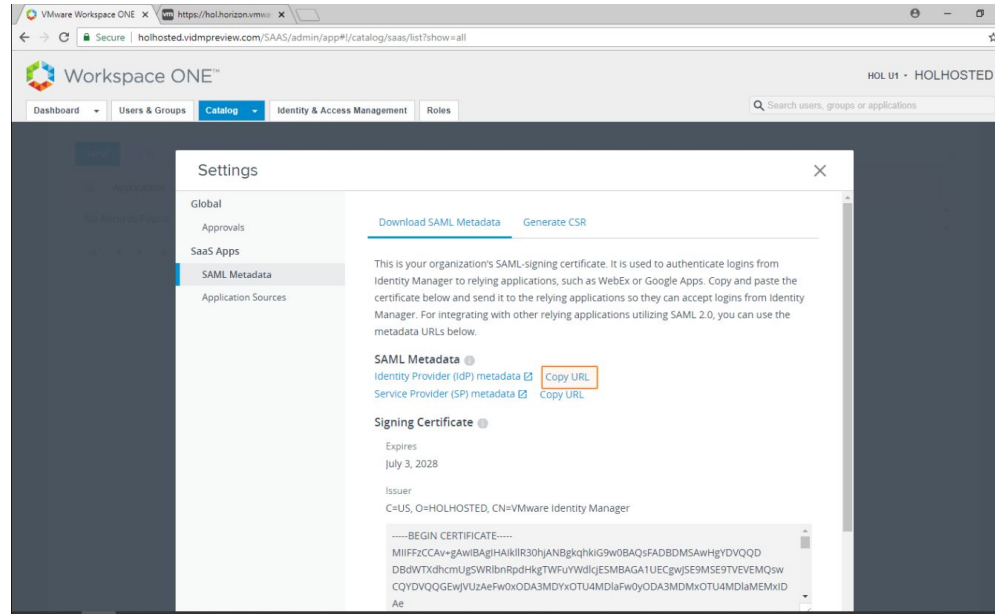 VMware Workspace ONE
https://hol.horizon.vmwa
Secure | holhosted.vidmpreview.com/SAAS/admin/app#!/catalog/saas/list?show=all
Workspace ONE™
HOL U1 · HOLHOSTED
Dashboard Users & Groups Catalog Identity & Access Management Roles
Search users, groups or applications
Settings
Global
Approvals
SaaS Apps
SAML Metadata
Application Sources
Download SAML Metadata Generate CSR
This is your organization's SAML-signing certificate. It is used to authenticate logins from
Identity Manager to relying applications, such as WebEx or Google Apps. Copy and paste the
certificate below and send it to the relying applications so they can accept logins from Identity
Manager. For integrating with other relying applications utilizing SAML 2.0, you can use the
metadata URLs below.
SAML Metadata
Identity Provider (IdP) metadata Copy URL
Service Provider (SP) metadata Copy URL
Signing Certificate
Expires
July 3, 2028
Issuer
C=US, O=HOLHOSTED, CN=VMware Identity Manager
-----BEGIN CERTIFICATE-----